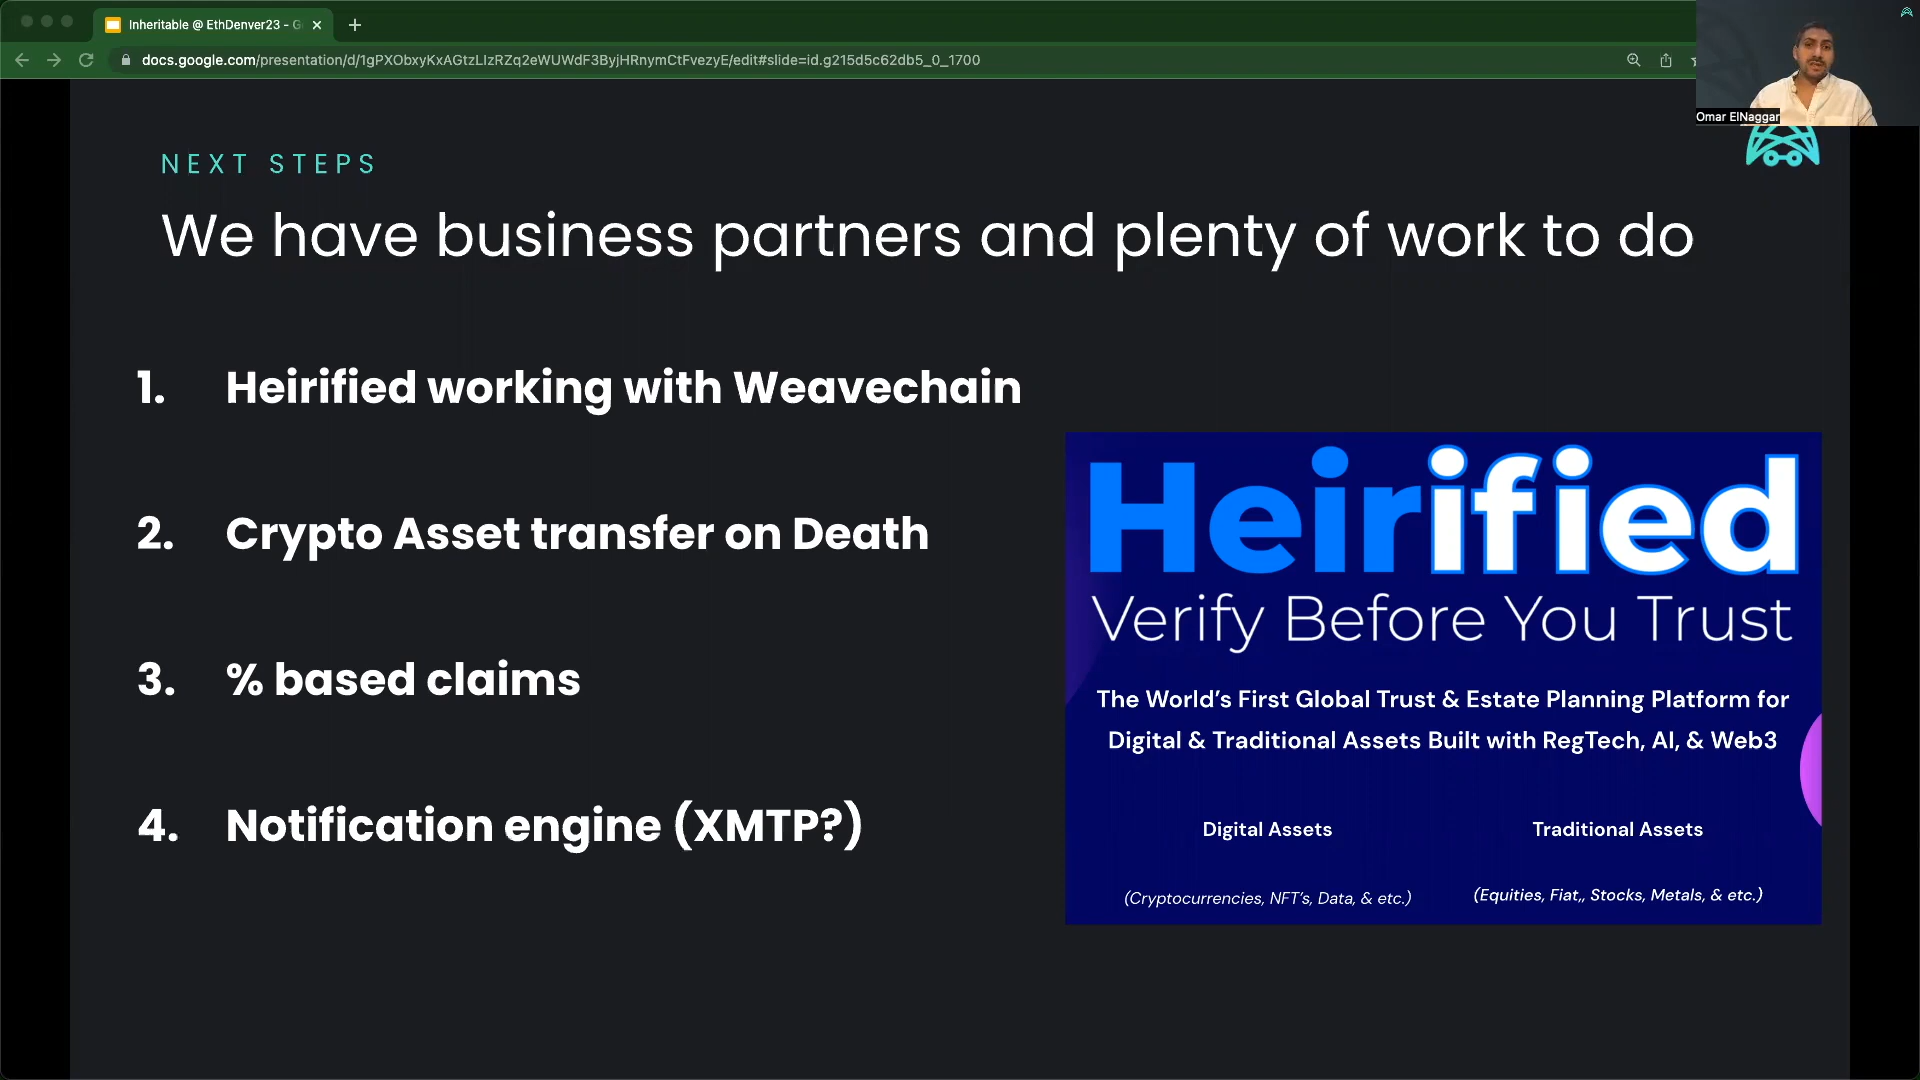 Inheritable @ EthDenver23 - G
docs.google.com/presentation/d/1gPXObxyKxAGtzLIzRZq2eWUWdF3ByjHRnymCtFvezyE/edit#slide=id.g215d5c62db5_0_1700
Omar ElNaggar
NEXT STEPS
We have business partners and plenty of work to do
1. Heirified working with Weavechain
2. Crypto Asset transfer on Death
3. % based claims
4. Notification engine (XMTP?)
Heirified
Verify Before You Trust
The World's First Global Trust & Estate Planning Platform for
Digital & Traditional Assets Built with RegTech, AI, & Web3
Digital Assets
Traditional Assets
(Cryptocurrencies, NFT's, Data, & etc.)
(Equities, Fiat,, Stocks, Metals, & etc.)